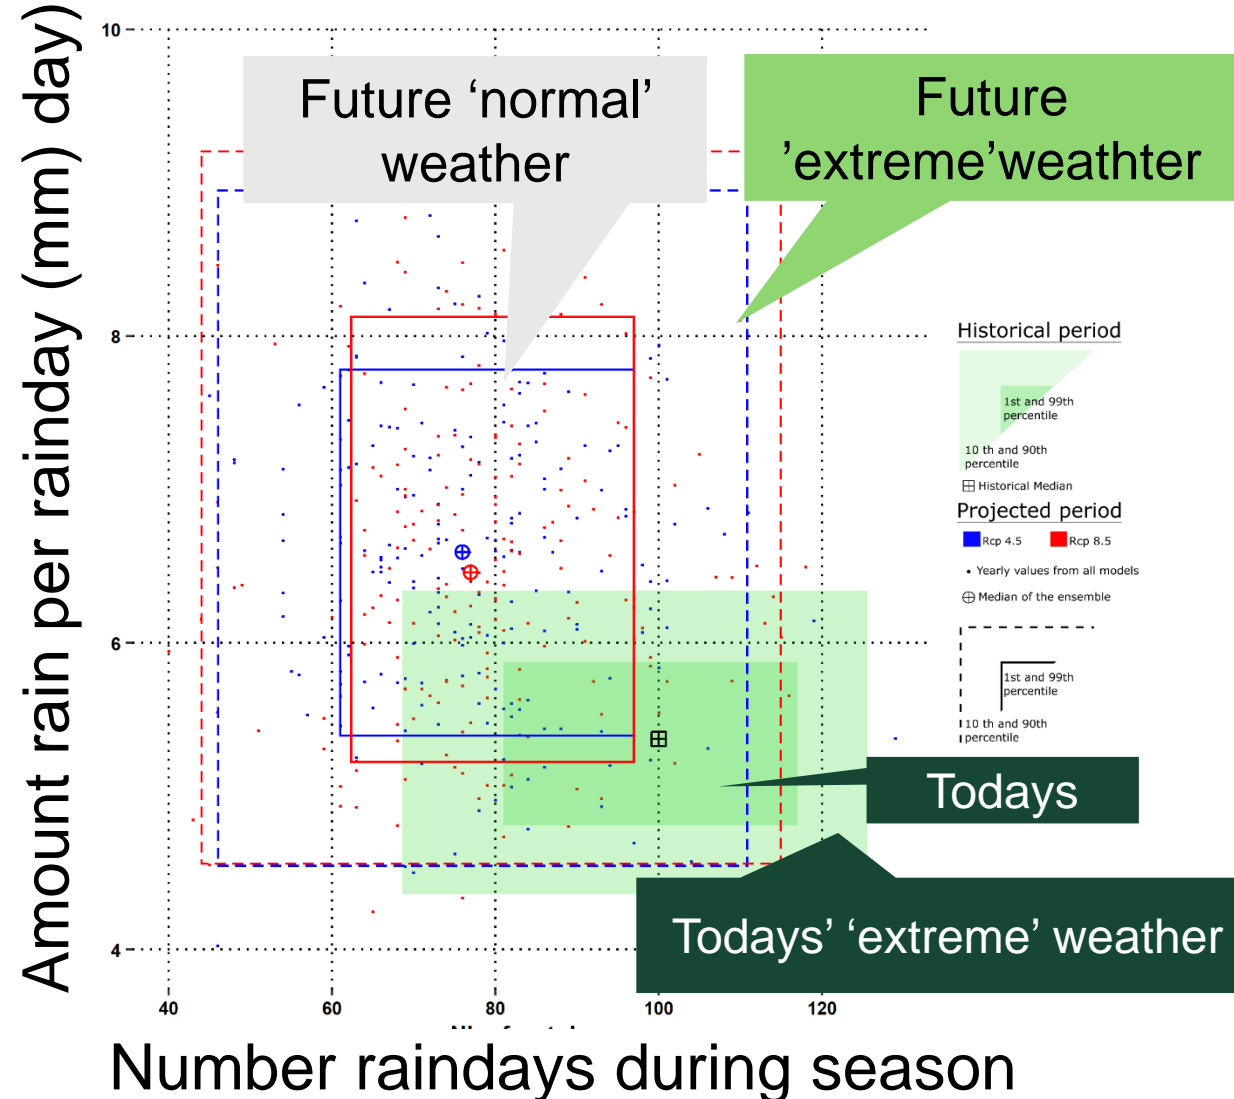 Amount rain per rainday (mm) day)
10
8
6
4
Future ‘normal’
weather
Future
’extreme’weathter
Historical period
1st and 99th
percentile
10 th and 90th
percentile
Historical Median
Projected period
Rcp 4.5
Rcp 8.5
Yearly values from all models
Median of the ensemble
1st and 99th
percentile
10 th and 90th
percentile
Todays
Todays’ ‘extreme’ weather
40
60
80
100
120
Number raindays during season